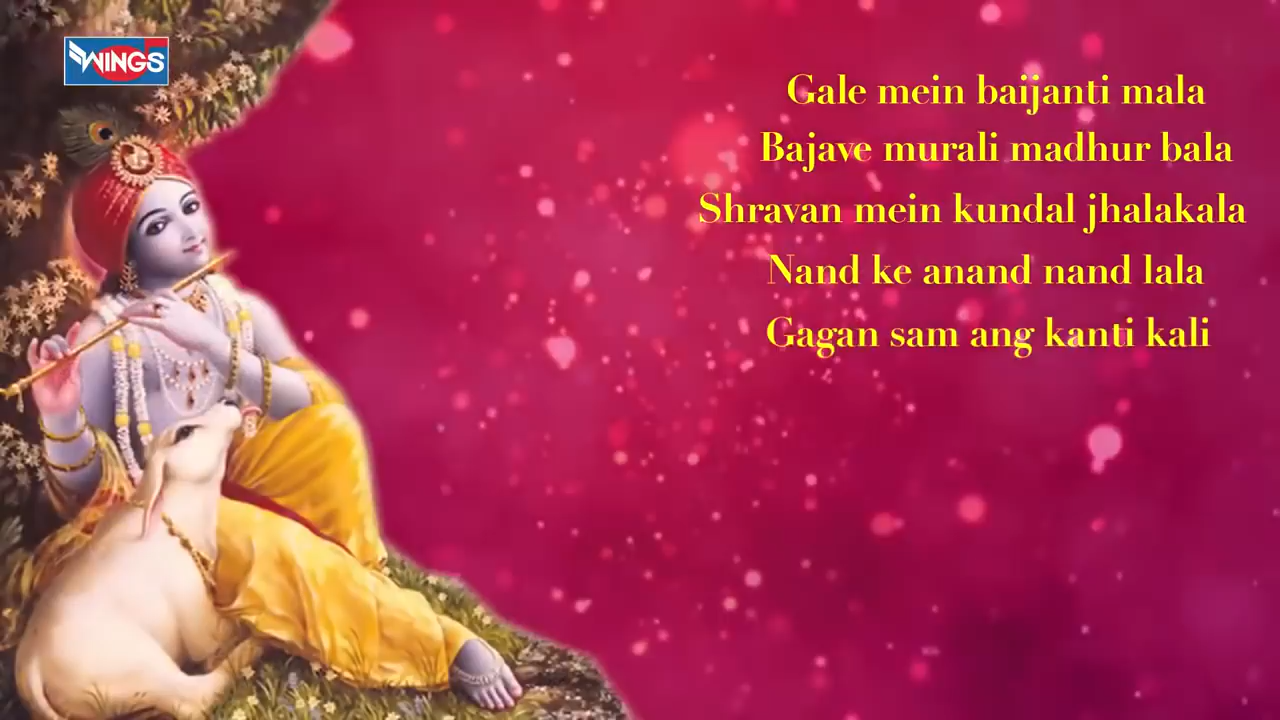 WINGS
Gale mein baijanti mala
Bajave murali madhur bala
Shravan mein kundal jhalakala
Nand ke anand nand lala
Gagan sam ang kanti kali